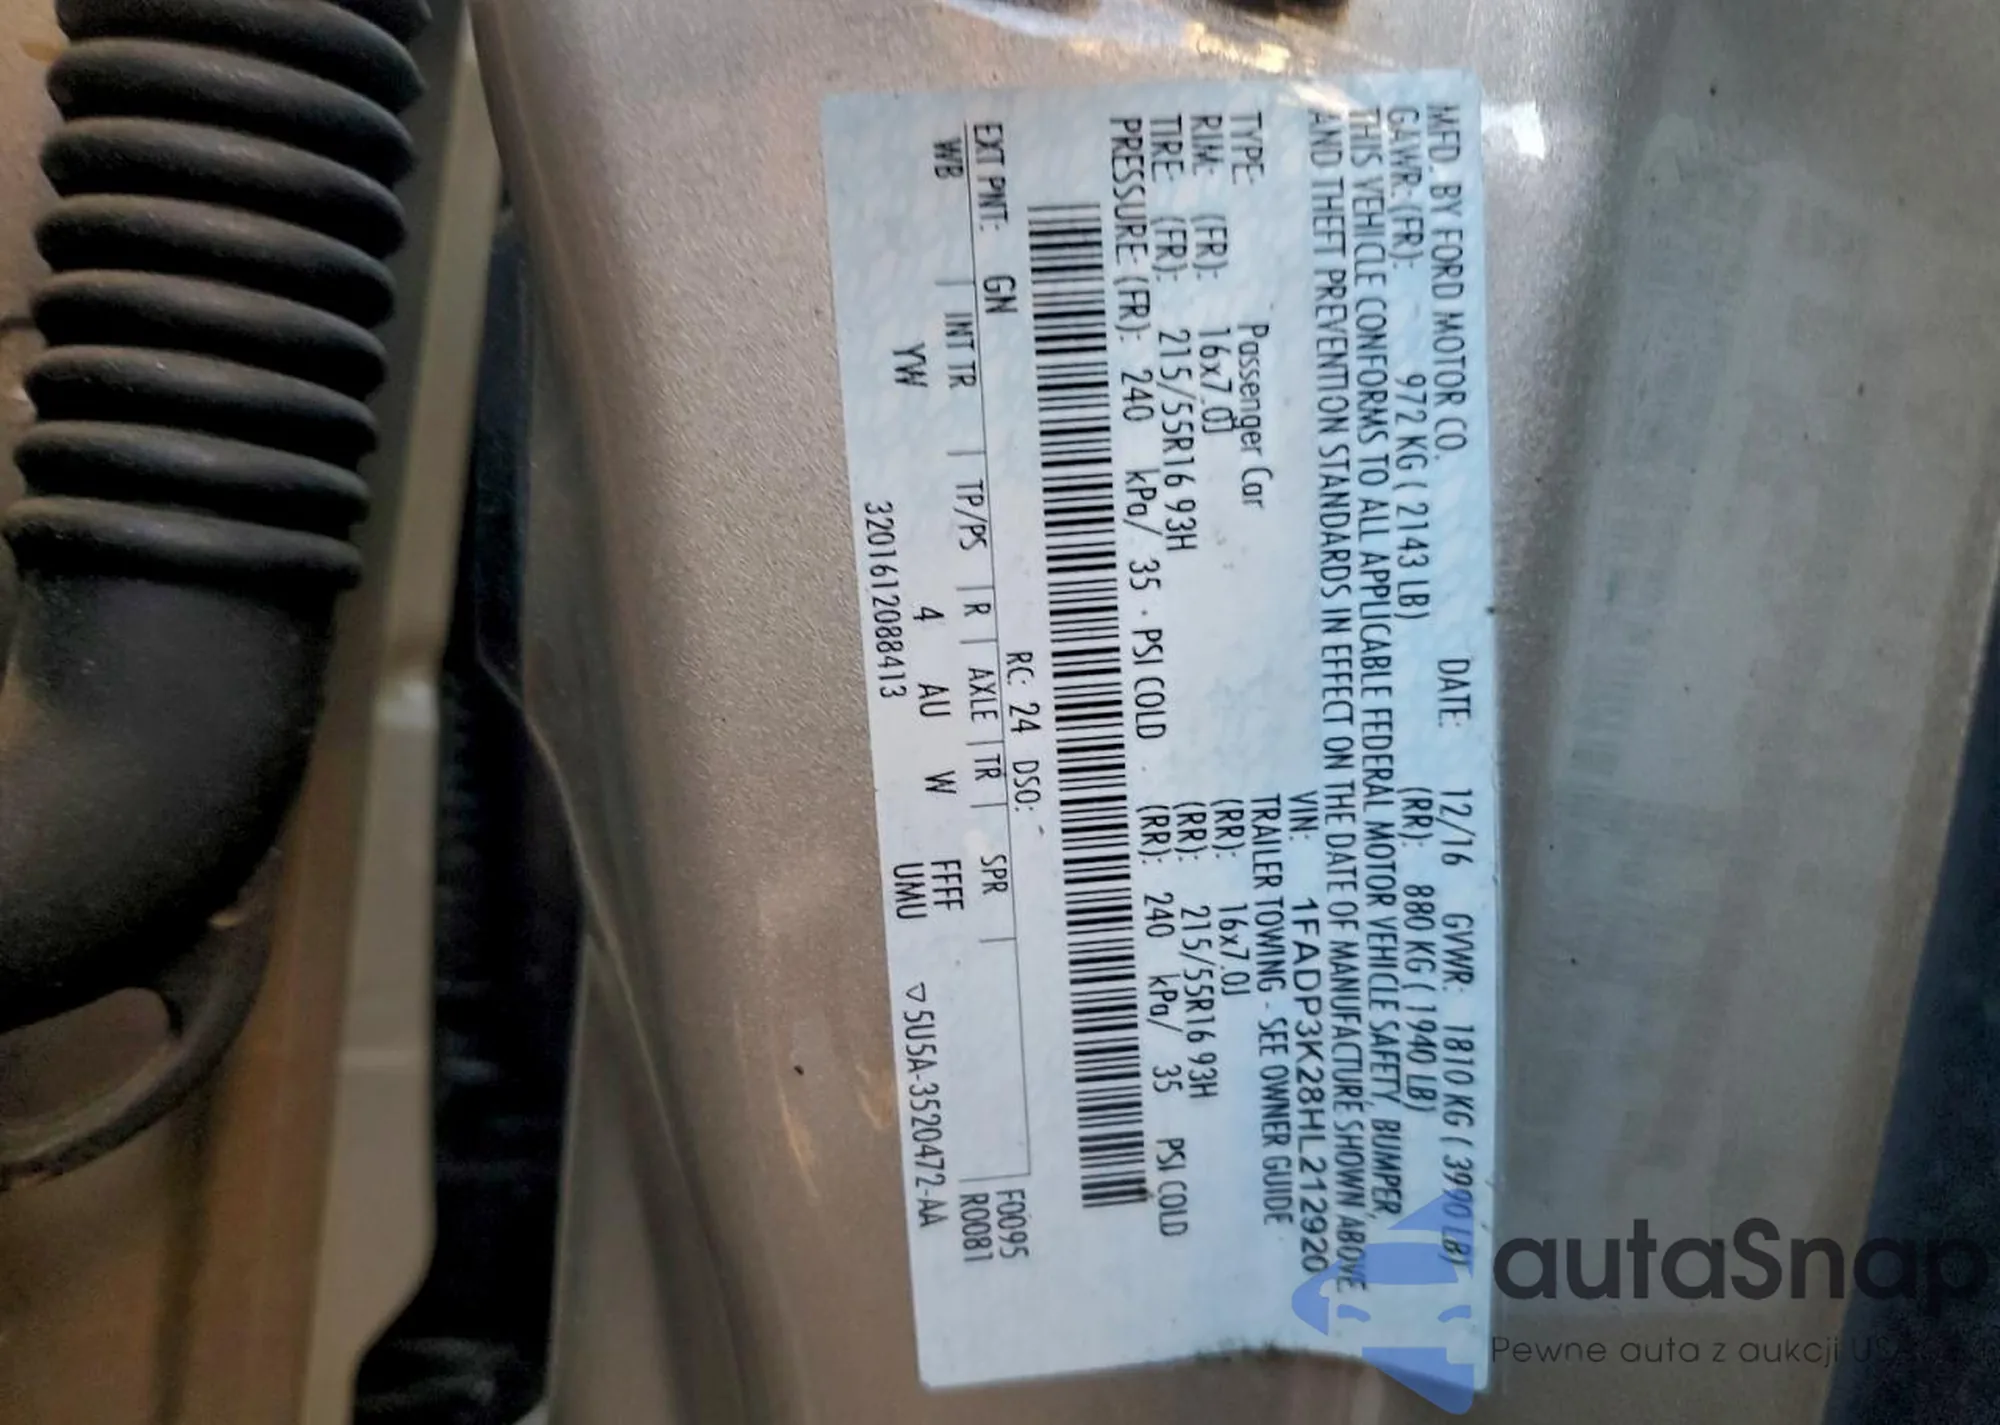 MFD. BY FORD MOTOR CO. DATE: 12/16 GVWR: 1810 KG ( 3990 LB)
GAWR: (FR): 972 KG ( 2143 LB) (RR): 880 KG ( 1940 LB)
THIS VEHICLE CONFORMS TO ALL APPLICABLE FEDERAL MOTOR VEHICLE SAFETY, BUMPER,
AND THEFT PREVENTION STANDARDS IN EFFECT ON THE DATE OF MANUFACTURE SHOWN ABOVE
VIN: 1FADP3K28HL212920
TYPE: Passenger Car TRAILER TOWING - SEE OWNER GUIDE
RIM: (FR): 16x7.0J (RR): 16x7.0J
TIRE: (FR): 215/55R16 93H (RR): 215/55R16 93H
PRESSURE: (FR): 240 kPa/ 35 PSI COLD (RR): 240 kPa/ 35 PSI COLD
EXT PNT: GN RC: 24 DSO: F0095
WB INT TR TP/PS R AXLE TR SPR R0081
YW 4 AU W FFFF
UMU
3201612088413 ▽5U5A-3520472-AA
autaSnap
Pewne auta z aukcji